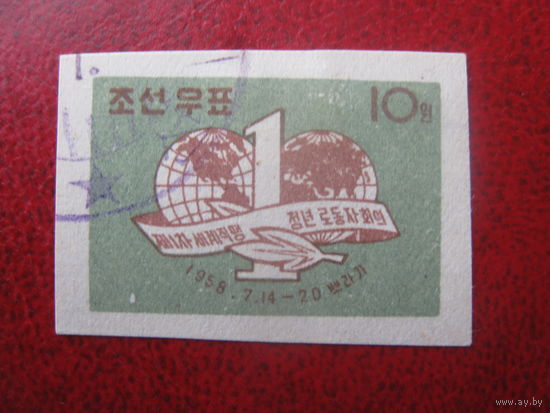 조선우표
10원
1
제1차세계직맹
청년로동자회의
1958.7.14-20 쁘라가
www.ay.by